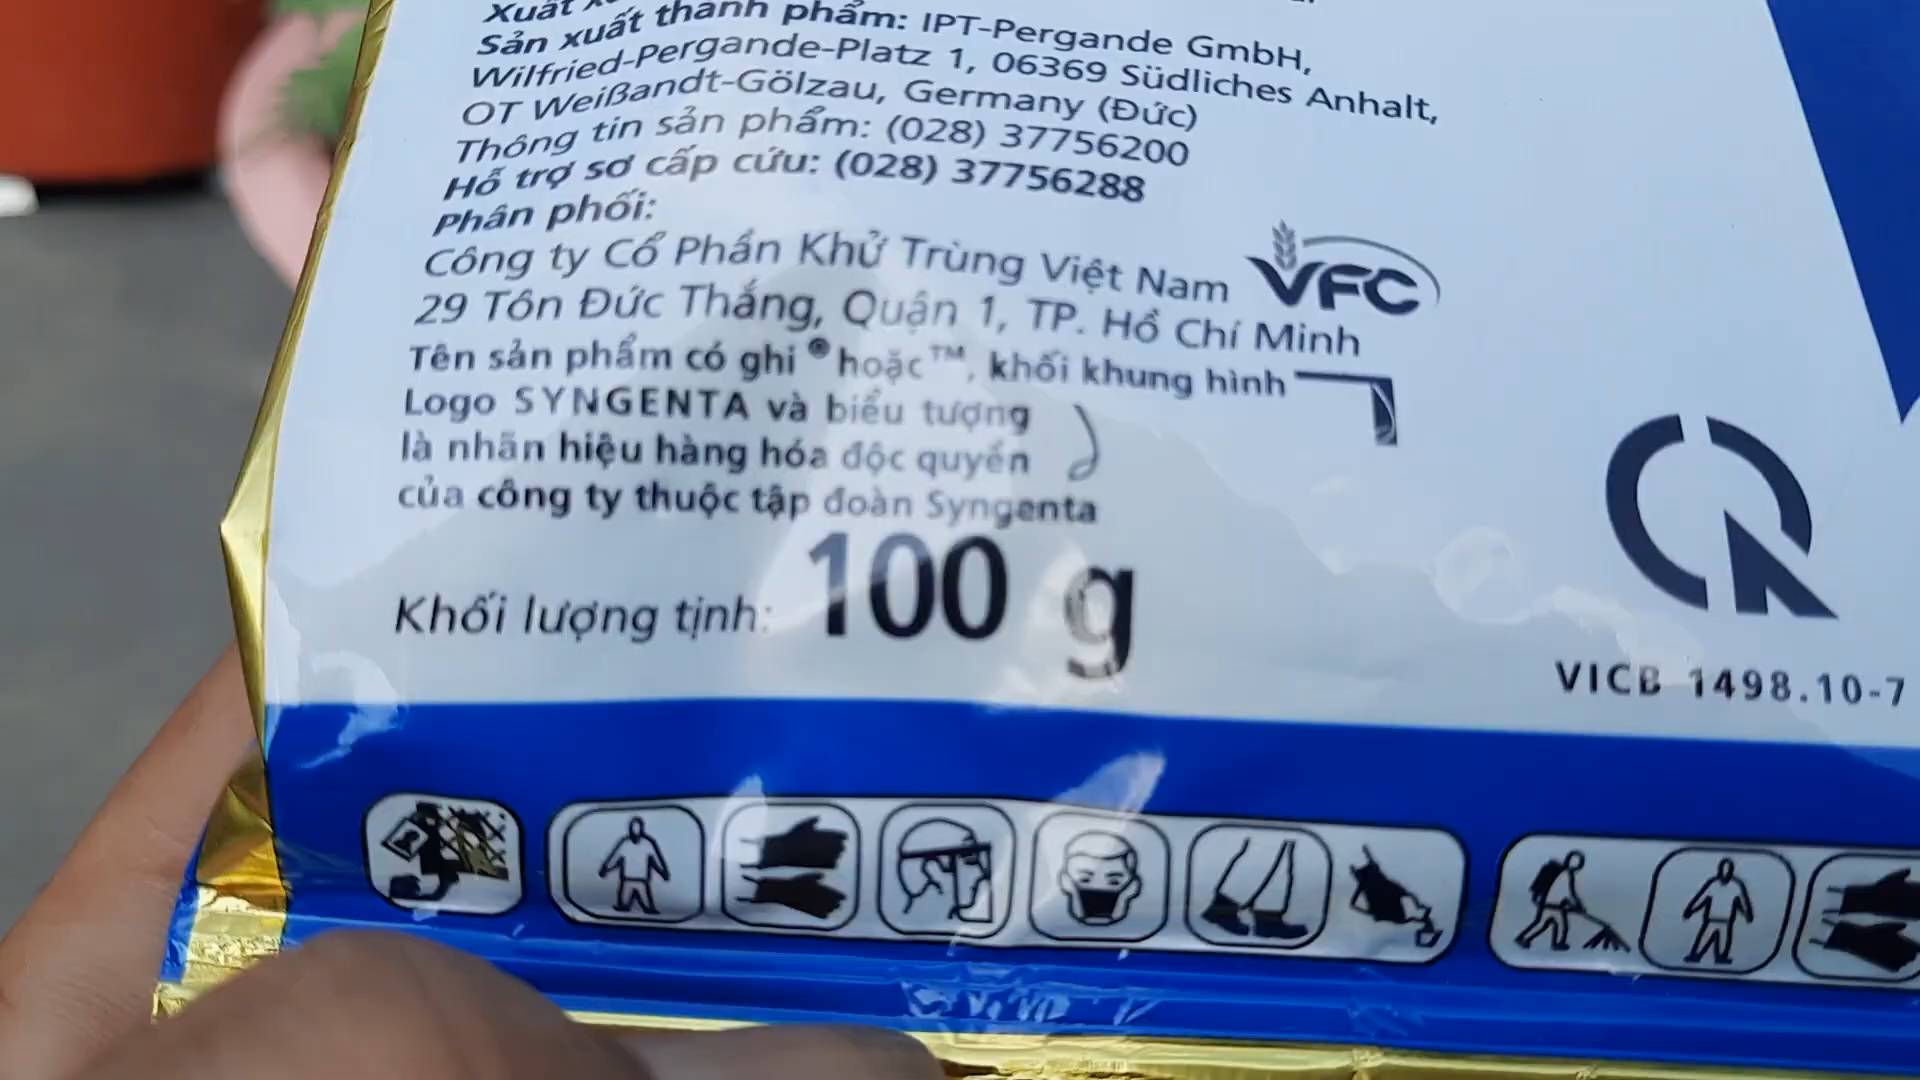 Xuất
Sản xuất thành phẩm: IPT-Pergande GmbH,
Wilfried-Pergande-Platz 1, 06369 Südliches Anhalt,
OT Weißandt-Gölzau, Germany (Đức)
Thông tin sản phẩm: (028) 37756200
Hỗ trợ sơ cấp cứu: (028) 37756288
Phân phối:
Công ty Cổ Phần Khử Trùng Việt Nam VFC
29 Tôn Đức Thắng, Quận 1, TP. Hồ Chí Minh
Tên sản phẩm có ghi ® hoặc ™, khối khung hình
Logo SYNGENTA và biểu tượng
là nhãn hiệu hàng hóa độc quyền
của công ty thuộc tập đoàn Syngenta
Khối lượng tịnh: 100 g
VICB 1498.10-7